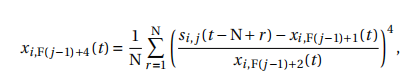 x_{i,F(j−1)+4}(t) = \frac{1}{N} \sum_{r=1}^{N} \left( \frac{s_{i,j}(t−N+r) − x_{i,F(j−1)+1}(t)}{x_{i,F(j−1)+2}(t)} \right)^4,